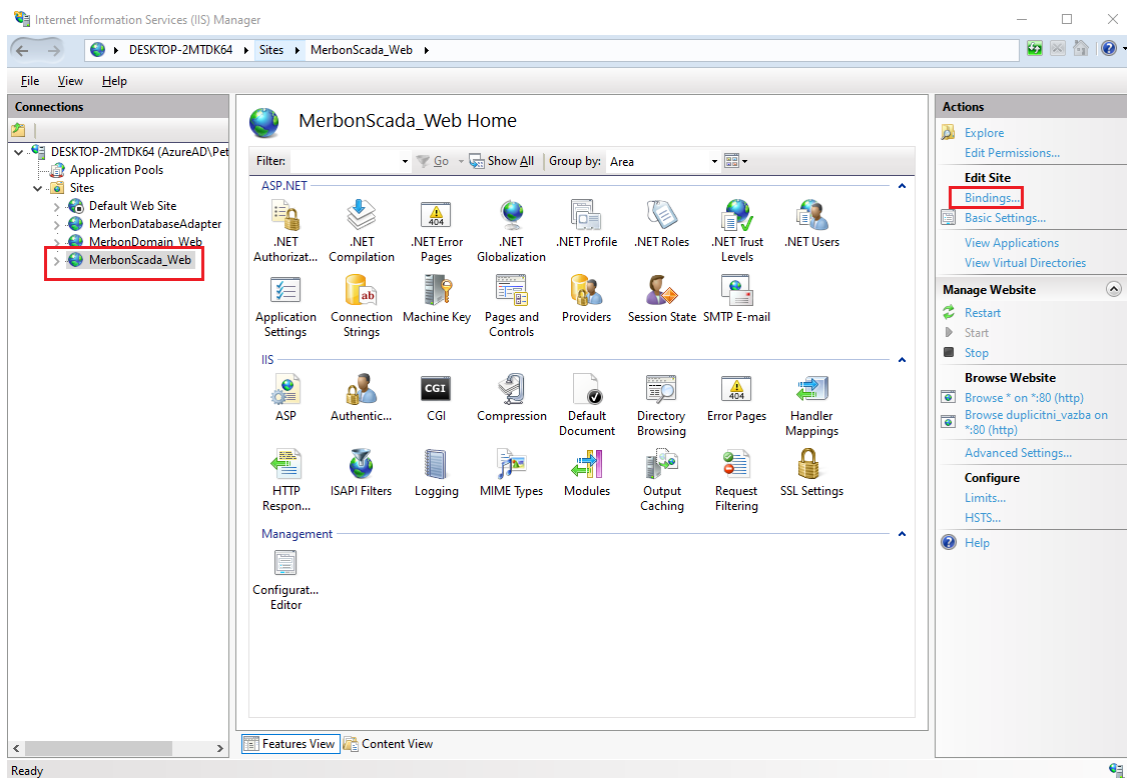 Internet Information Services (IIS) Manager
DESKTOP-2MTDK64 Sites MerbonScada_Web
File View Help
Connections
DESKTOP-2MTDK64 (AzureAD\Pet
Application Pools
Sites
Default Web Site
MerbonDatabaseAdapter
MerbonDomain_Web
MerbonScada_Web
MerbonScada_Web Home
Filter: Go Show All Group by: Area
ASP.NET
.NET Authorizat...
.NET Compilation
.NET Error Pages
.NET Globalization
.NET Profile
.NET Roles
.NET Trust Levels
.NET Users
Application Settings
Connection Strings
Machine Key
Pages and Controls
Providers
Session State
SMTP E-mail
IIS
ASP
Authentic...
CGI
Compression
Default Document
Directory Browsing
Error Pages
Handler Mappings
HTTP Respon...
ISAPI Filters
Logging
MIME Types
Modules
Output Caching
Request Filtering
SSL Settings
Management
Configurat... Editor
Features View Content View
Ready
Actions
Explore
Edit Permissions...
Edit Site
Bindings...
Basic Settings...
View Applications
View Virtual Directories
Manage Website
Restart
Start
Stop
Browse Website
Browse * on *:80 (http)
Browse duplicitni_vazba on
*:80 (http)
Advanced Settings...
Configure
Limits...
HSTS...
Help